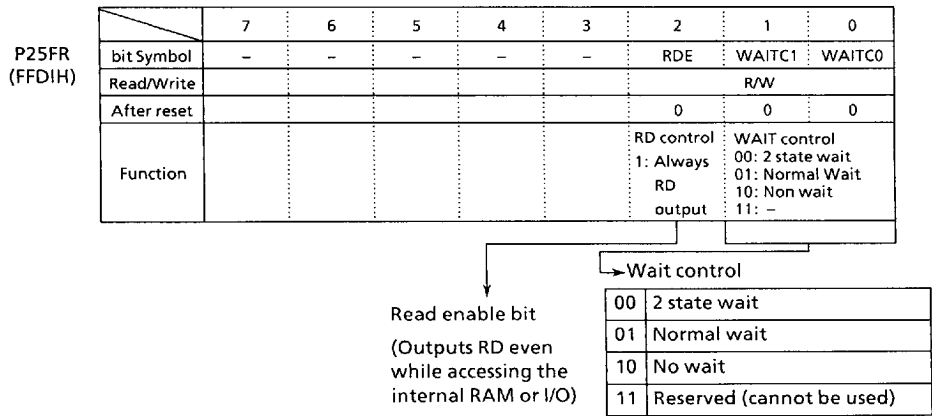 7 6 5 4 3 2 1 0
P25FR
(FFDIH)
bit Symbol – – – – – RDE WAITC1 WAITC0
Read/Write R/W
After reset 0 0 0
Function
RD control
1: Always
RD
output
WAIT control
00: 2 state wait
01: Normal Wait
10: Non wait
11: –
Read enable bit
(Outputs RD even
while accessing the
internal RAM or I/O)
Wait control
00 2 state wait
01 Normal wait
10 No wait
11 Reserved (cannot be used)